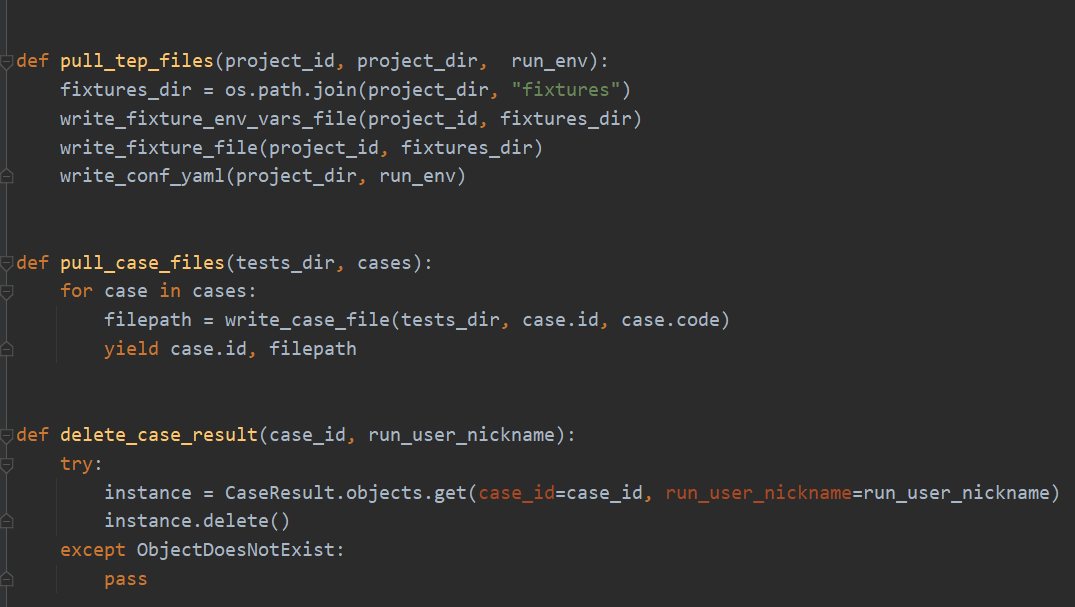 def pull_tep_files(project_id, project_dir,  run_env):
    fixtures_dir = os.path.join(project_dir, "fixtures")
    write_fixture_env_vars_file(project_id, fixtures_dir)
    write_fixture_file(project_id, fixtures_dir)
    write_conf_yaml(project_dir, run_env)
def pull_case_files(tests_dir, cases):
    for case in cases:
        filepath = write_case_file(tests_dir, case.id, case.code)
        yield case.id, filepath
def delete_case_result(case_id, run_user_nickname):
    try:
        instance = CaseResult.objects.get(case_id=case_id, run_user_nickname=run_user_nickname)
        instance.delete()
    except ObjectDoesNotExist:
        pass